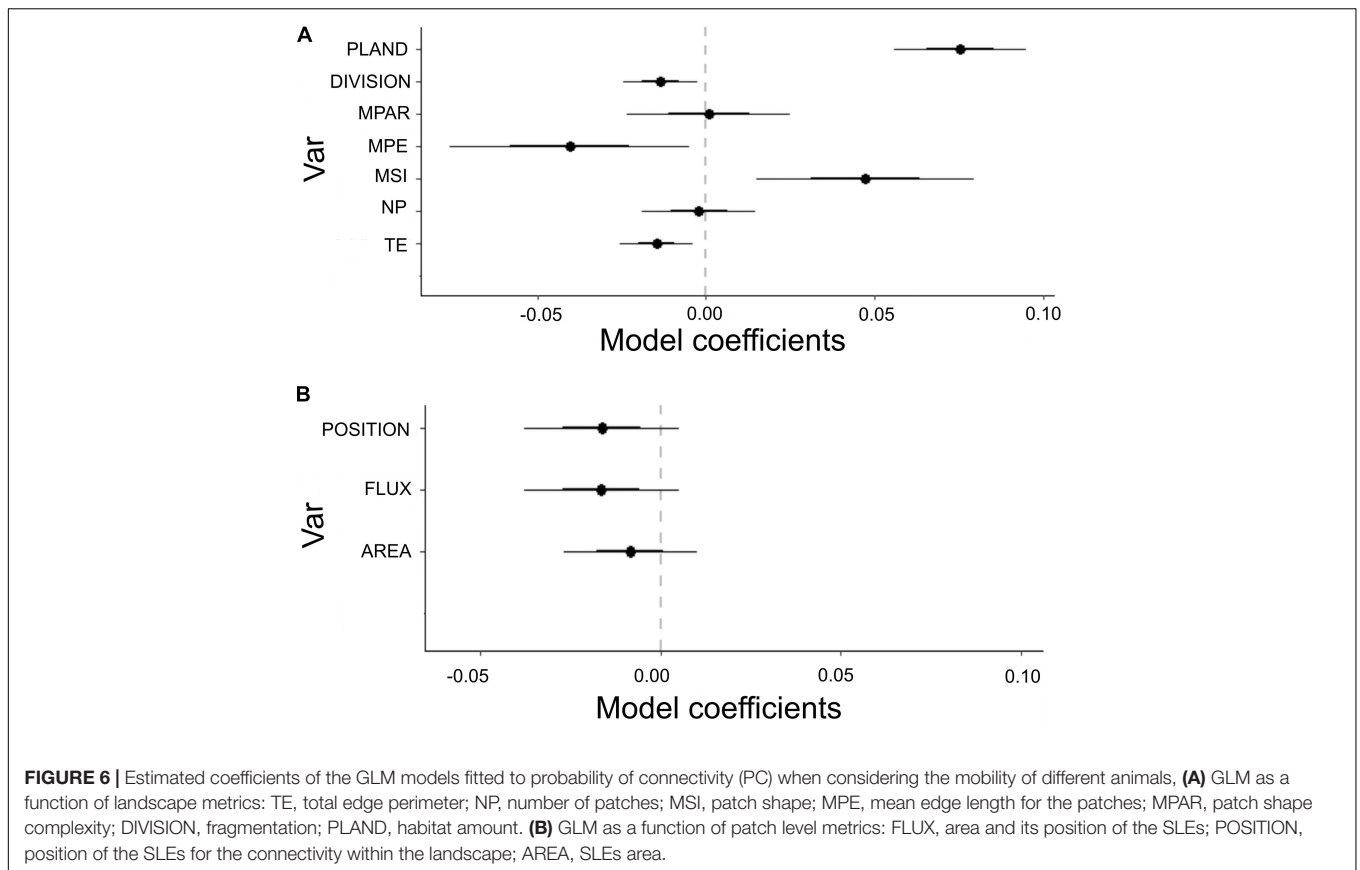 A
PLAND
DIVISION
MPAR
MPE
MSI
NP
TE
Var
-0.05 0.00 0.05 0.10
Model coefficients
B
POSITION
FLUX
AREA
Var
-0.05 0.00 0.05 0.10
Model coefficients
FIGURE 6 | Estimated coefficients of the GLM models fitted to probability of connectivity (PC) when considering the mobility of different animals, (A) GLM as a
function of landscape metrics: TE, total edge perimeter; NP, number of patches; MSI, patch shape; MPE, mean edge length for the patches; MPAR, patch shape
complexity; DIVISION, fragmentation; PLAND, habitat amount. (B) GLM as a function of patch level metrics: FLUX, area and its position of the SLEs; POSITION,
position of the SLEs for the connectivity within the landscape; AREA, SLEs area.